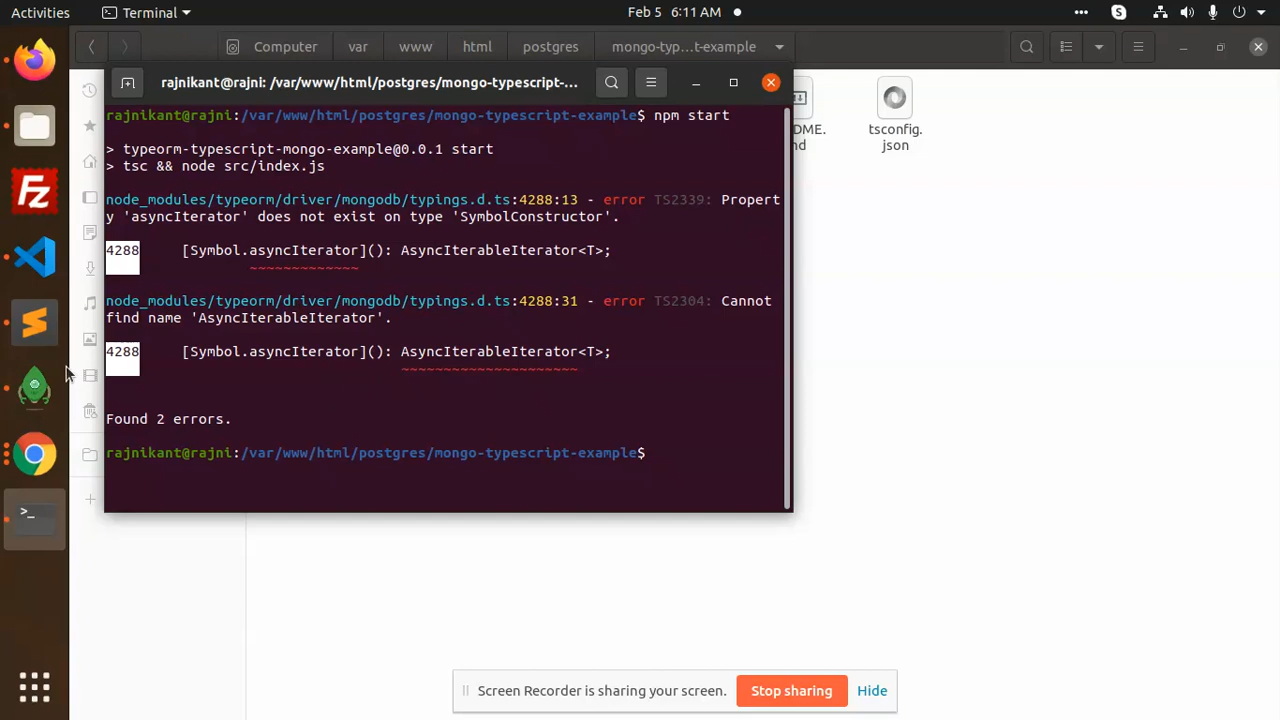 Activities Terminal Feb 5 6:11 AM
Computer var www html postgres mongo-typ...t-example
rajnikant@rajni: /var/www/html/postgres/mongo-typescript-...
DME.
nd
tsconfig.
json
rajnikant@rajni:/var/www/html/postgres/mongo-typescript-example$ npm start
> typeorm-typescript-mongo-example@0.0.1 start
> tsc && node src/index.js
node_modules/typeorm/driver/mongodb/typings.d.ts:4288:13 - error TS2339: Propert
y 'asyncIterator' does not exist on type 'SymbolConstructor'.
4288     [Symbol.asyncIterator](): AsyncIterableIterator<T>;
~~~~~~~~~~~~~
node_modules/typeorm/driver/mongodb/typings.d.ts:4288:31 - error TS2304: Cannot
find name 'AsyncIterableIterator'.
4288     [Symbol.asyncIterator](): AsyncIterableIterator<T>;
~~~~~~~~~~~~~~~~~~~~~
Found 2 errors.
rajnikant@rajni:/var/www/html/postgres/mongo-typescript-example$
Screen Recorder is sharing your screen. Stop sharing Hide